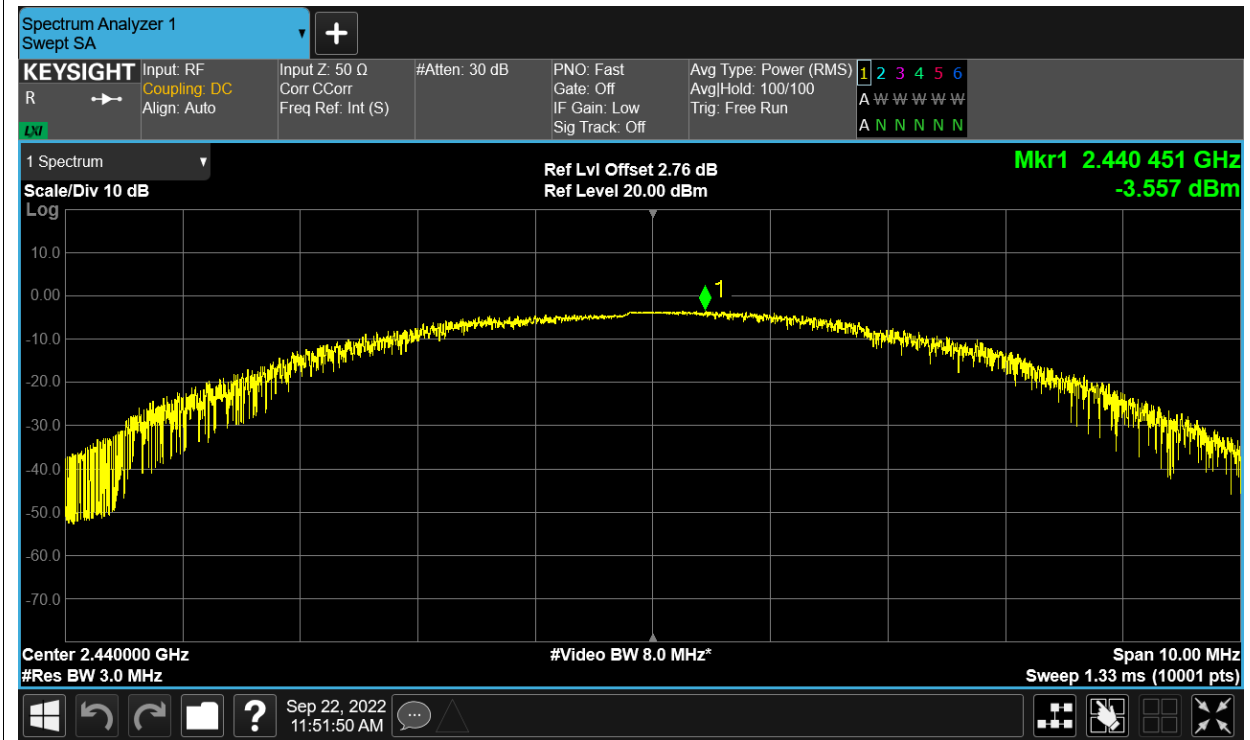 Spectrum Analyzer 1
Swept SA
+
KEYSIGHT
R
LXI
Input: RF
Coupling: DC
Align: Auto
Input Z: 50 Ω
Corr CCorr
Freq Ref: Int (S)
#Atten: 30 dB
PNO: Fast
Gate: Off
IF Gain: Low
Sig Track: Off
Avg Type: Power (RMS)
Avg|Hold: 100/100
Trig: Free Run
1 2 3 4 5 6
A W W W W W
A N N N N N
1 Spectrum
Scale/Div 10 dB
Ref Lvl Offset 2.76 dB
Ref Level 20.00 dBm
Mkr1 2.440 451 GHz
-3.557 dBm
Log
10.0
0.00
-10.0
-20.0
-30.0
-40.0
-50.0
-60.0
-70.0
1
Center 2.440000 GHz
#Res BW 3.0 MHz
#Video BW 8.0 MHz*
Span 10.00 MHz
Sweep 1.33 ms (10001 pts)
?
Sep 22, 2022
11:51:50 AM